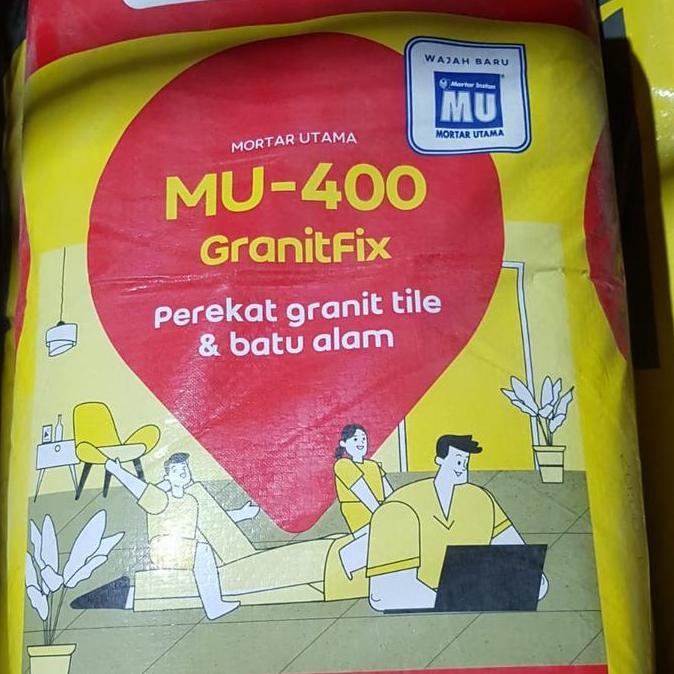 WAJAH BARU
Mortar Instan
MU
MORTAR UTAMA
MORTAR UTAMA
MU-400
GranitFix
Perekat granit tile
& batu alam